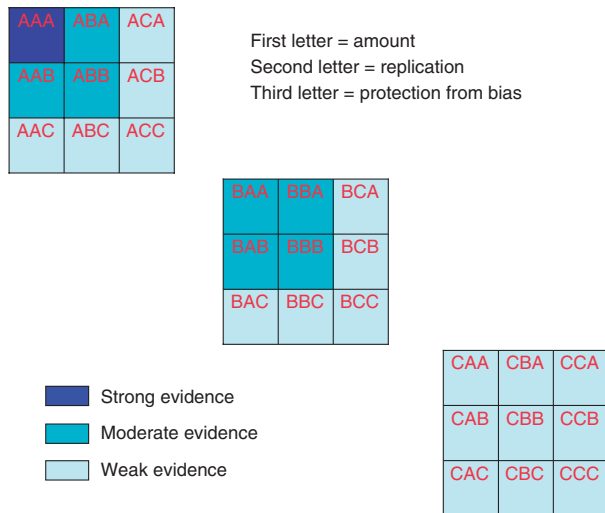 AAA ABA ACA
AAB ABB ACB
AAC ABC ACC
First letter = amount
Second letter = replication
Third letter = protection from bias
BAA BBA BCA
BAB BBB BCB
BAC BBC BCC
CAA CBA CCA
CAB CBB CCB
CAC CBC CCC
Strong evidence
Moderate evidence
Weak evidence